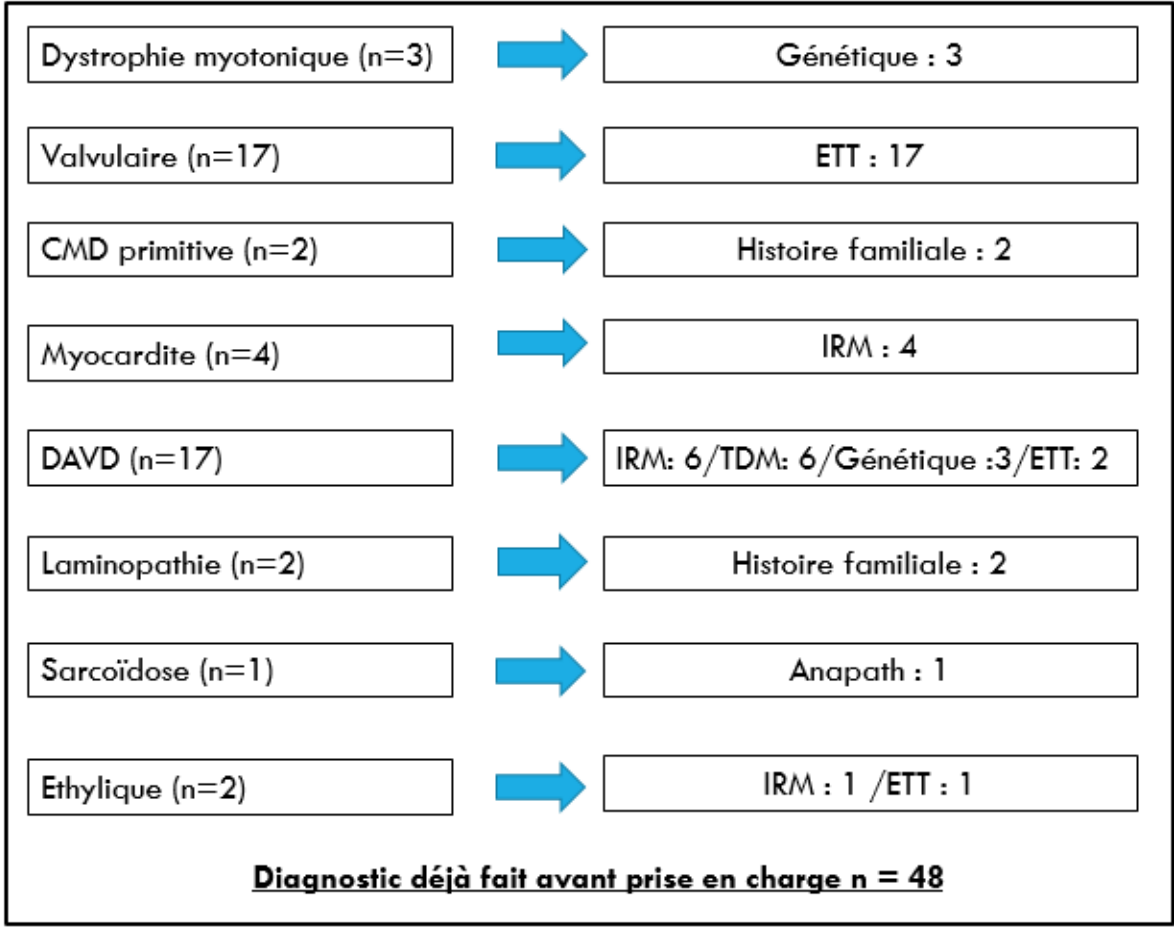 Dystrophie myotonique (n=3)
Génétique : 3
Valvulaire (n=17)
ETT : 17
CMD primitive (n=2)
Histoire familiale : 2
Myocardite (n=4)
IRM : 4
DAVD (n=17)
IRM: 6/TDM: 6/Génétique :3/ETT: 2
Laminopathie (n=2)
Histoire familiale : 2
Sarcoïdose (n=1)
Anapath : 1
Ethylique (n=2)
IRM : 1 /ETT : 1
Diagnostic déjà fait avant prise en charge n = 48